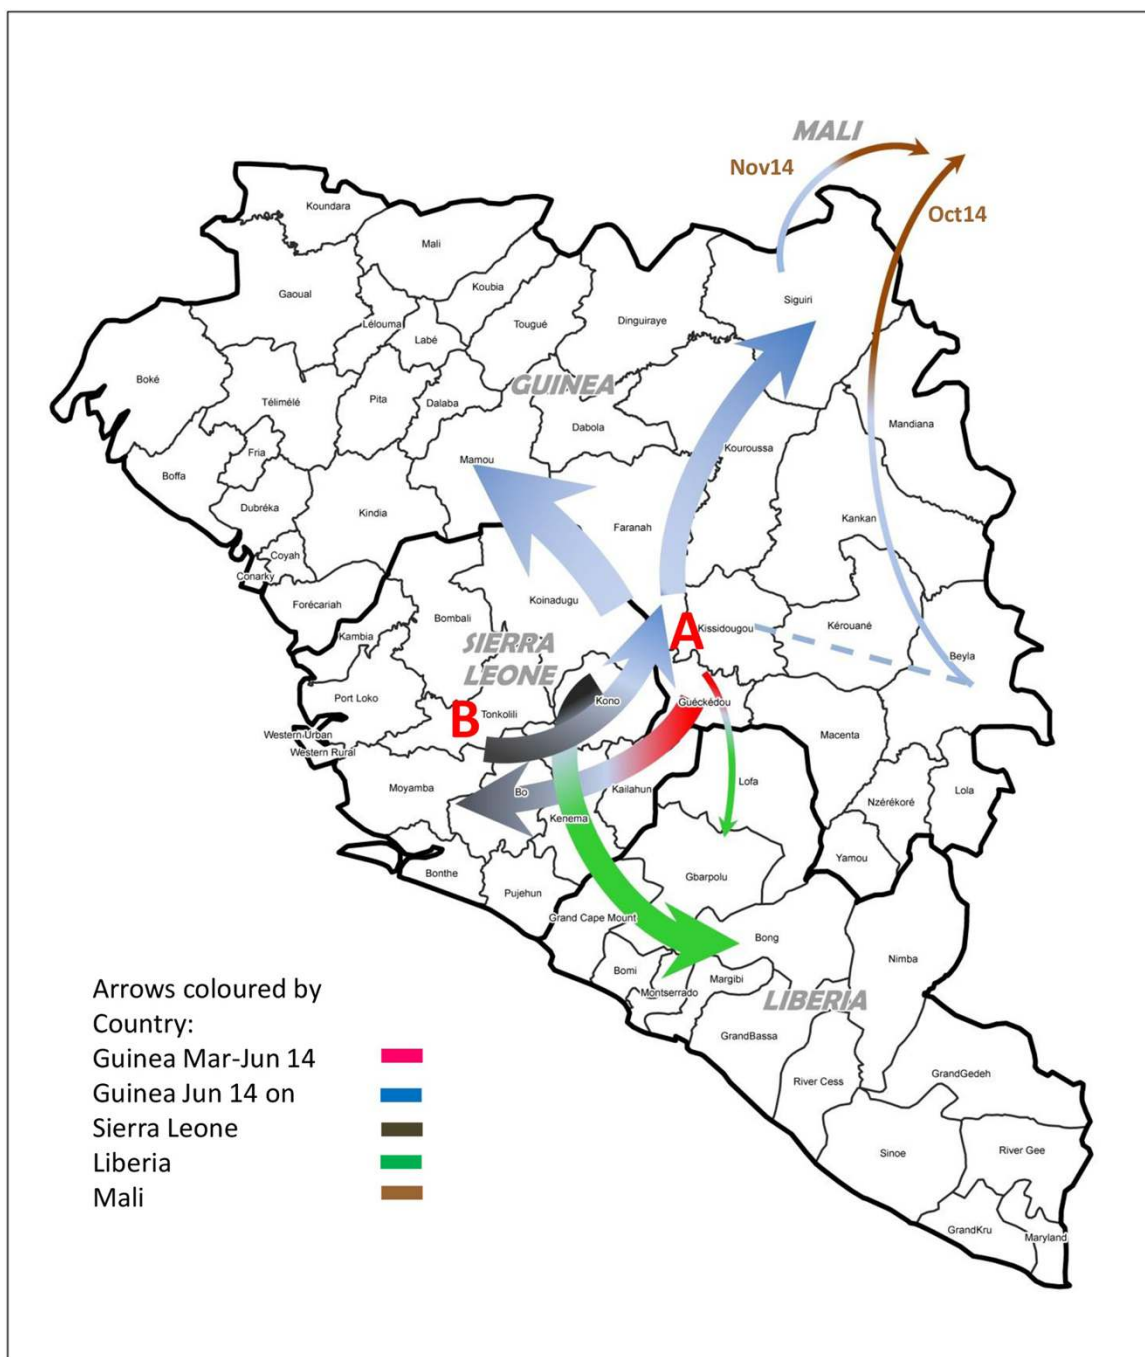 MALI
Nov14
Oct14
Koundara
Mali
Koubia
Gaoual
Lélouma
Labé
Tougué
Dinguiraye
Siguiri
Boké
Télimélé
Pita
Dalaba
GUINEA
Dabola
Mandiana
Fria
Mamou
Kouroussa
Boffa
Dubréka
Kindia
Faranah
Kankan
Coyah
Conarky
Forécariah
Koinadugu
Bombali
Kambia
SIERRA
LEONE
A
Kissidougou
Kérouané
Beyla
Port Loko
B
Tonkolili
Kono
Guéckédou
Macenta
Western Urban
Western Rural
Moyamba
Bo
Kailahun
Lofa
Nzérékoré
Lola
Kenema
Yamou
Bonthe
Pujehun
Gbarpolu
Grand Cape Mount
Bong
Nimba
Bomi
Margibi
Montserrado
LIBERIA
GrandBassa
River Cess
GrandGedeh
Sinoe
River Gee
GrandKru
Maryland
Arrows coloured by
Country:
Guinea Mar-Jun 14
Guinea Jun 14 on
Sierra Leone
Liberia
Mali